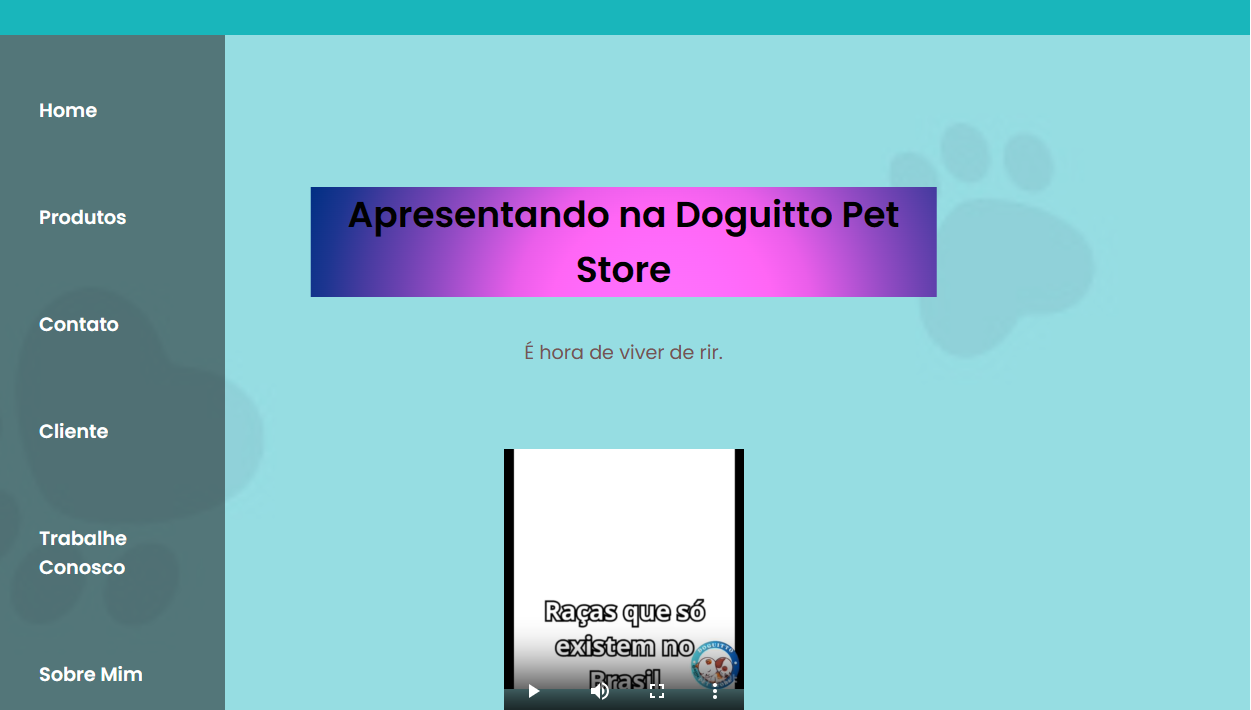 Home
Produtos
Contato
Cliente
Trabalhe
Conosco
Sobre Mim
Apresentando na Doguitto Pet
Store
É hora de viver de rir.
Raças que só
existem no
Brasil
DOGUITTO